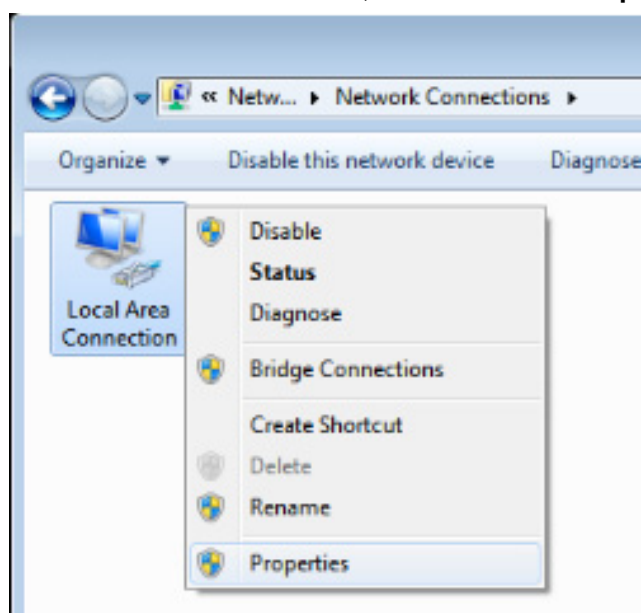 « Netw... ▸ Network Connections ▸
Organize ▾ Disable this network device Diagnose
Local Area
Connection
Disable
Status
Diagnose
Bridge Connections
Create Shortcut
Delete
Rename
Properties